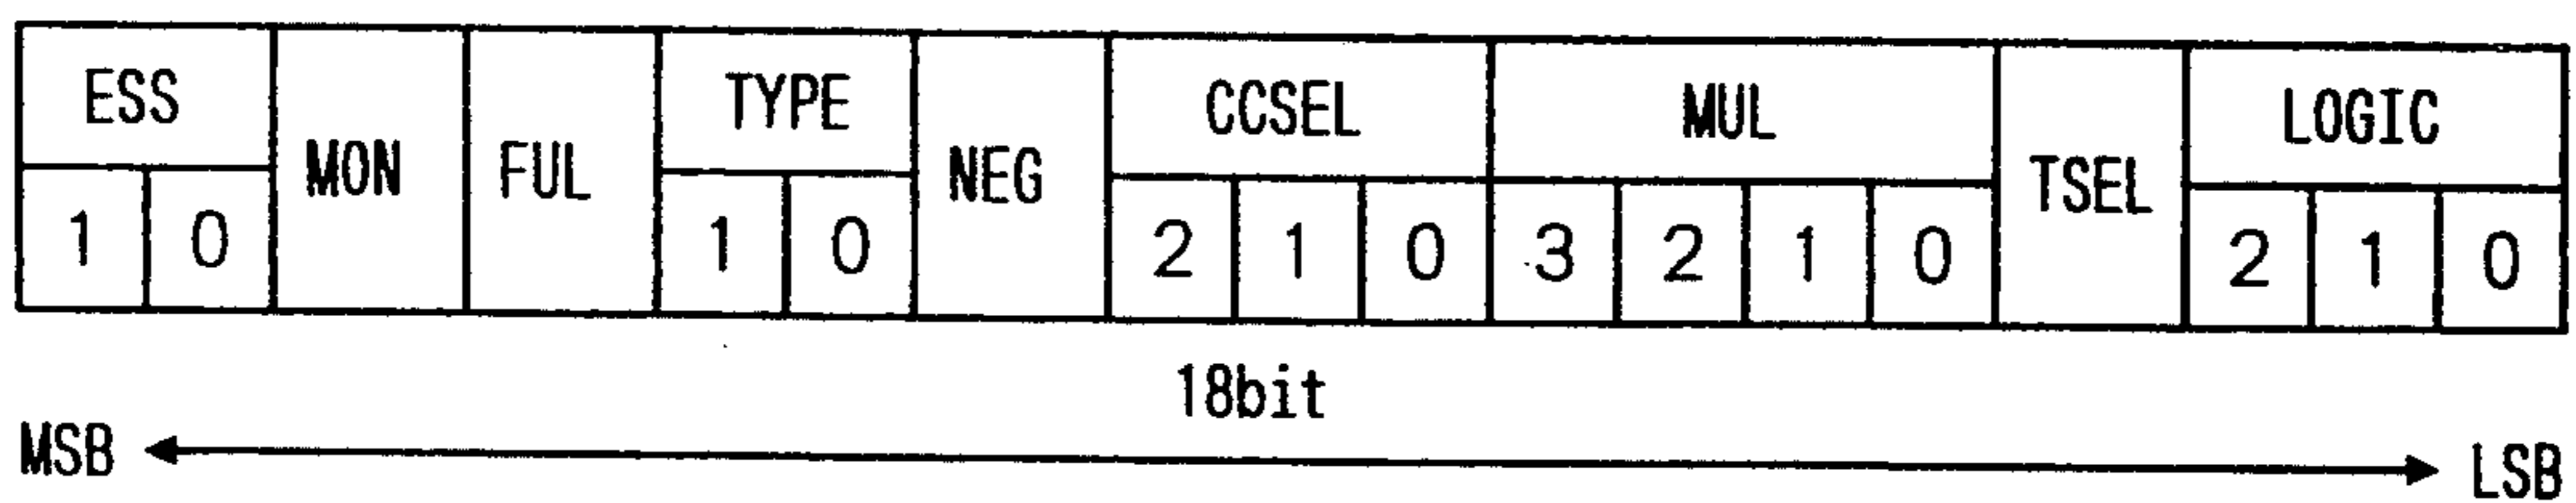 ESS MON FUL TYPE NEG CCSEL MUL TSEL LOGIC
1 0 1 0 2 1 0 3 2 1 0 2 1 0
18bit
MSB LSB